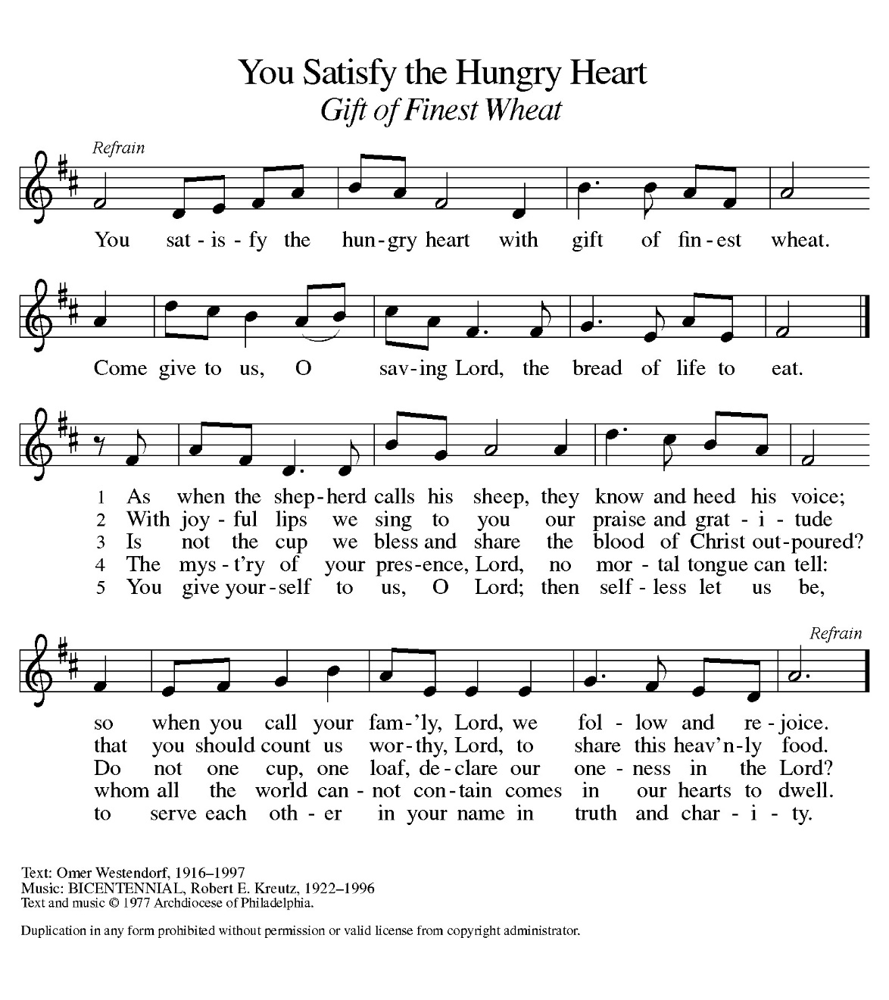 You Satisfy the Hungry Heart
Gift of Finest Wheat
Refrain
You sat - is - fy the hun - gry heart with gift of fin - est wheat.
Come give to us, O sav - ing Lord, the bread of life to eat.
1 As when the shep - herd calls his sheep, they know and heed his voice;
2 With joy - ful lips we sing to you our praise and grat - i - tude
3 Is not the cup we bless and share the blood of Christ out - poured?
4 The mys - t'ry of your pres - ence, Lord, no mor - tal tongue can tell:
5 You give your - self to us, O Lord; then self - less let us be,
Refrain
so when you call your fam - 'ly, Lord, we fol - low and re - joice.
that you should count us wor - thy, Lord, to share this heav'n - ly food.
Do not one cup, one loaf, de - clare our one - ness in the Lord?
whom all the world can - not con - tain comes in our hearts to dwell.
to serve each oth - er in your name in truth and char - i - ty.
Text: Omer Westendorf, 1916–1997
Music: BICENTENNIAL, Robert E. Kreutz, 1922–1996
Text and music © 1977 Archdiocese of Philadelphia.
Duplication in any form prohibited without permission or valid license from copyright administrator.